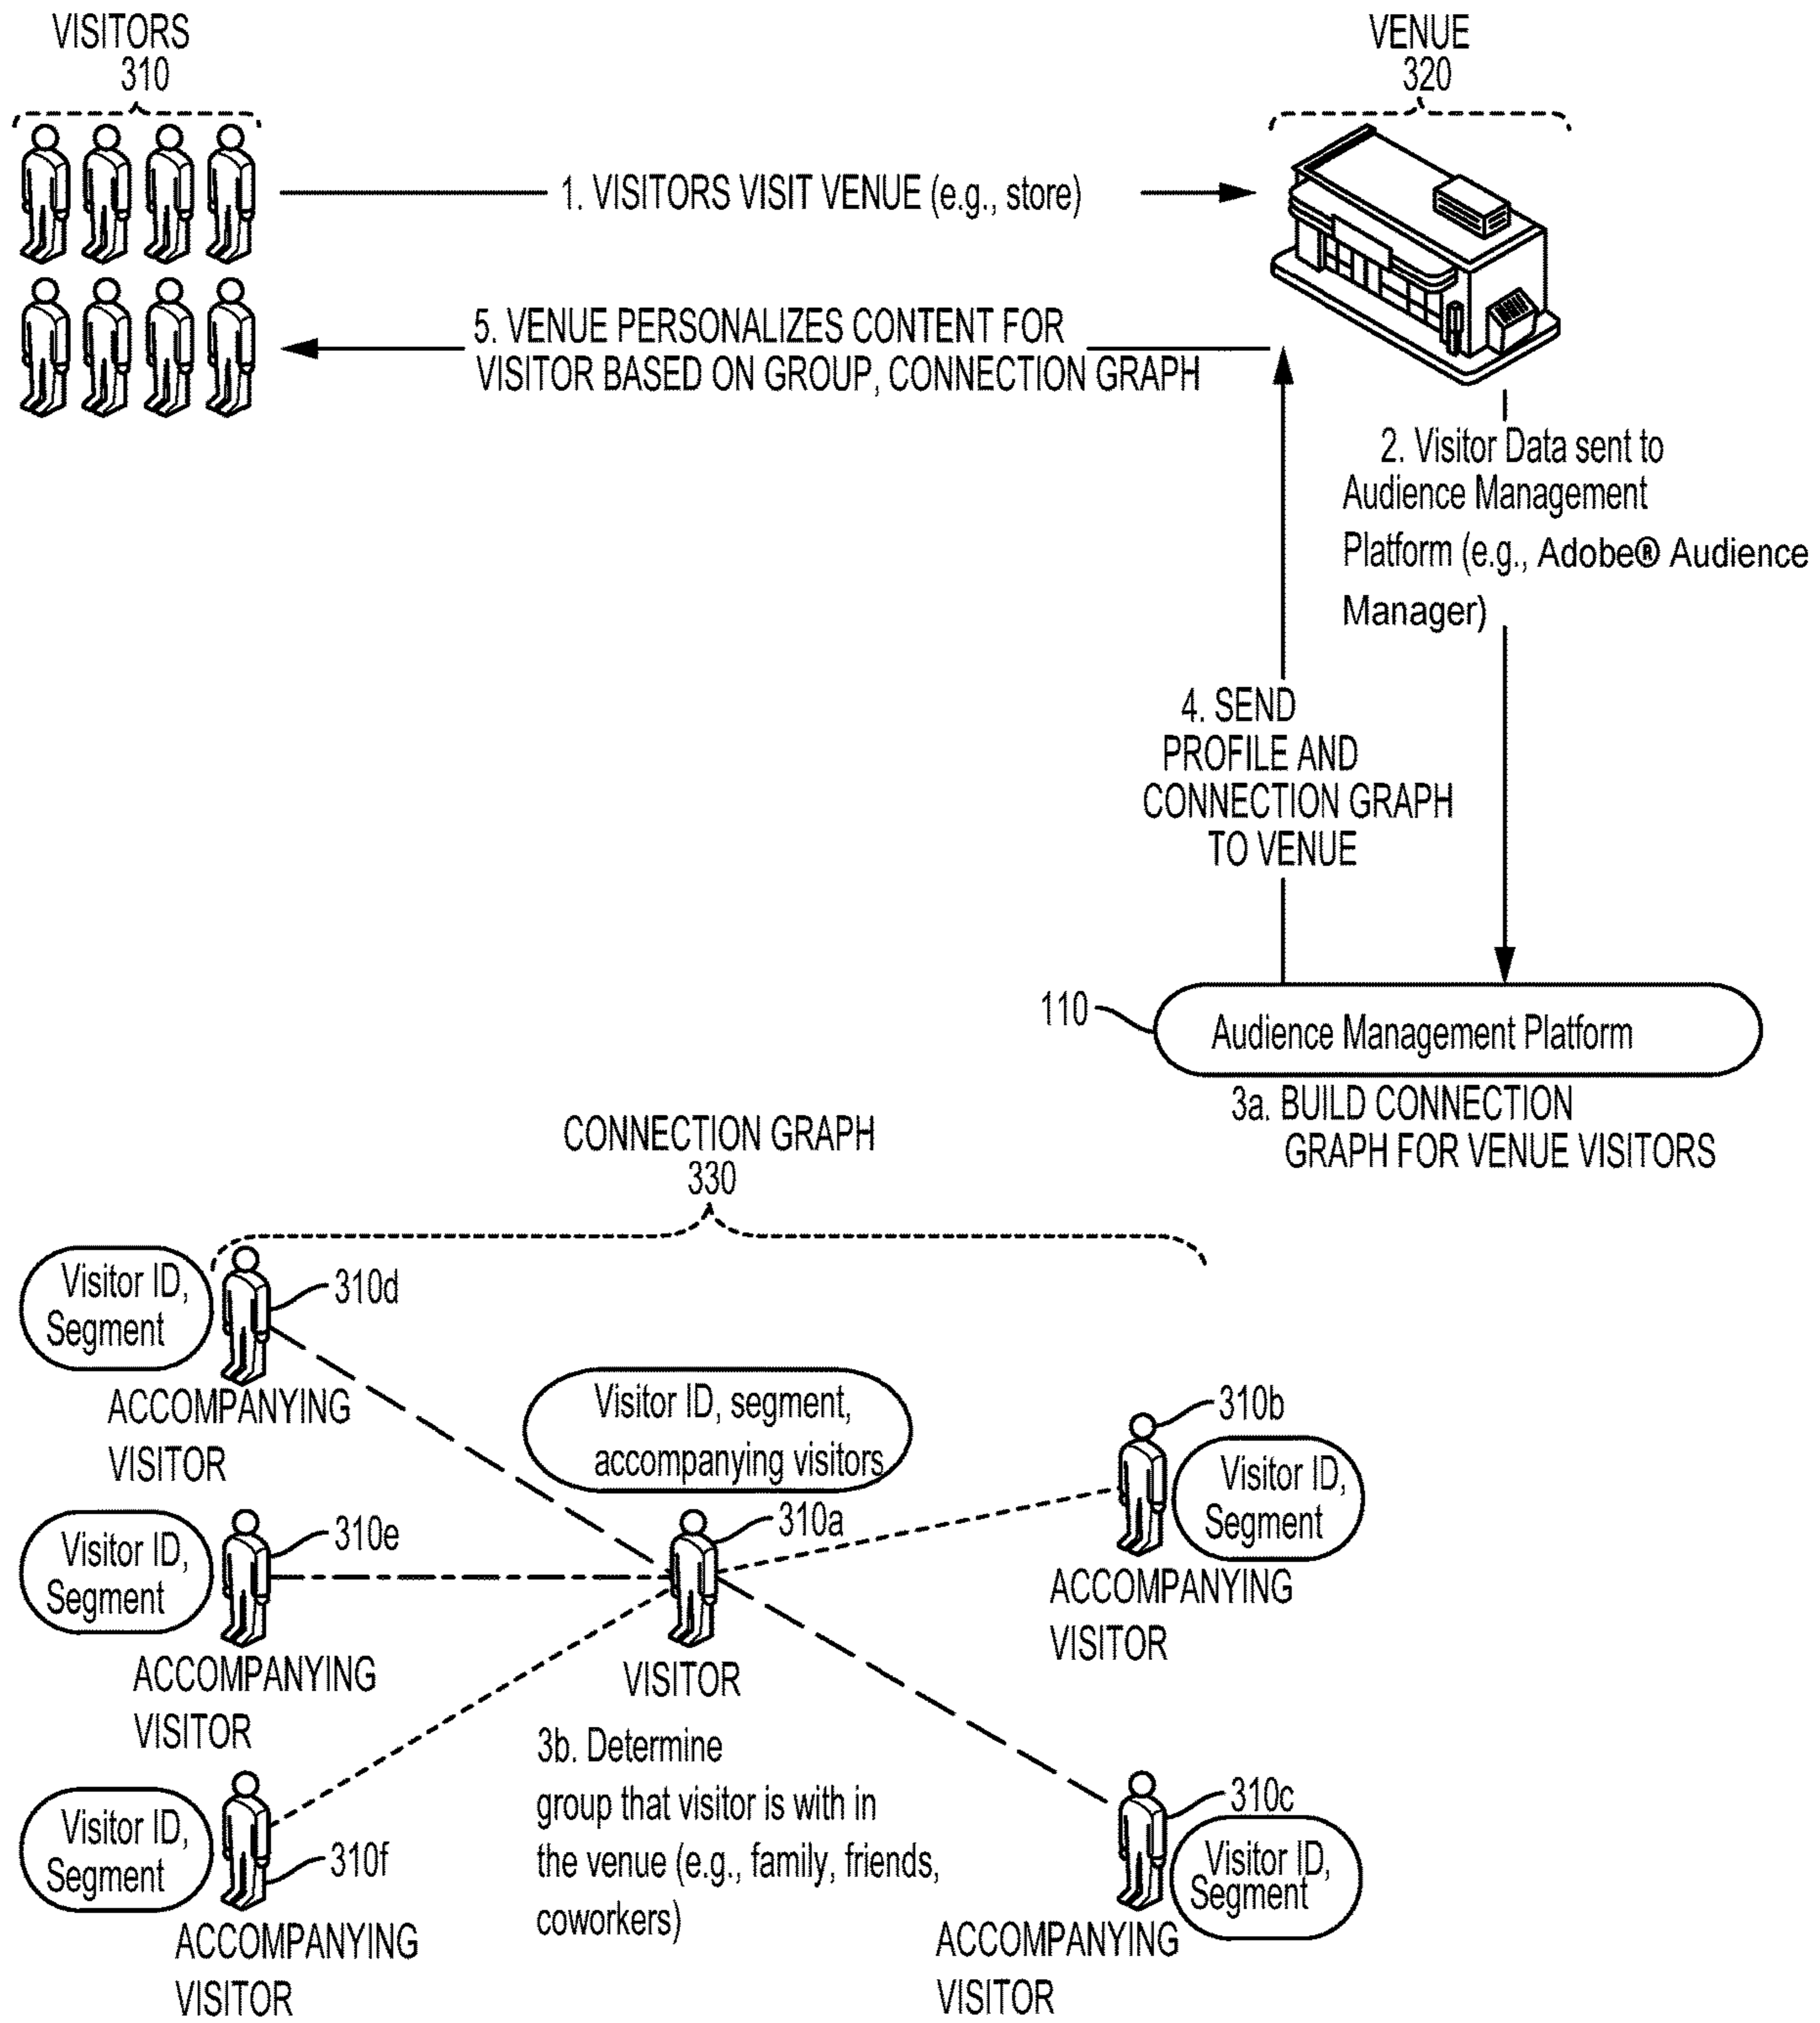 VISITORS
310
VENUE
320
1. VISITORS VISIT VENUE (e.g., store)
5. VENUE PERSONALIZES CONTENT FOR
VISITOR BASED ON GROUP, CONNECTION GRAPH
2. Visitor Data sent to
Audience Management
Platform (e.g., Adobe® Audience
Manager)
4. SEND
PROFILE AND
CONNECTION GRAPH
TO VENUE
110
Audience Management Platform
3a. BUILD CONNECTION
GRAPH FOR VENUE VISITORS
CONNECTION GRAPH
330
Visitor ID,
Segment
310d
ACCOMPANYING
VISITOR
Visitor ID, segment,
accompanying visitors
310a
VISITOR
310b
Visitor ID,
Segment
ACCOMPANYING
VISITOR
Visitor ID,
Segment
310e
ACCOMPANYING
VISITOR
3b. Determine
group that visitor is with in
the venue (e.g., family, friends,
coworkers)
Visitor ID,
Segment
310f
ACCOMPANYING
VISITOR
310c
Visitor ID,
Segment
ACCOMPANYING
VISITOR